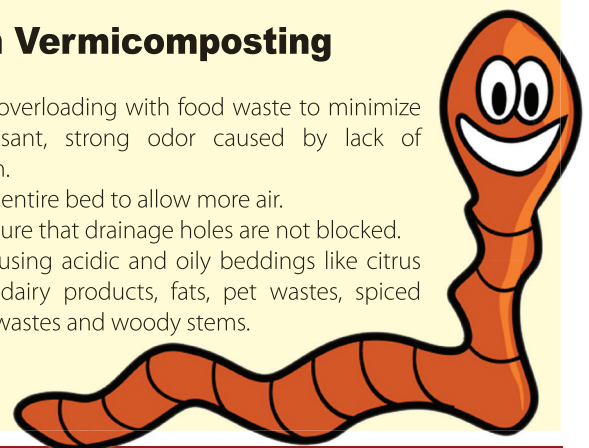 n Vermicomposting
overloading with food waste to minimize
sant, strong odor caused by lack of
n.
entire bed to allow more air.
ure that drainage holes are not blocked.
using acidic and oily beddings like citrus
dairy products, fats, pet wastes, spiced
wastes and woody stems.